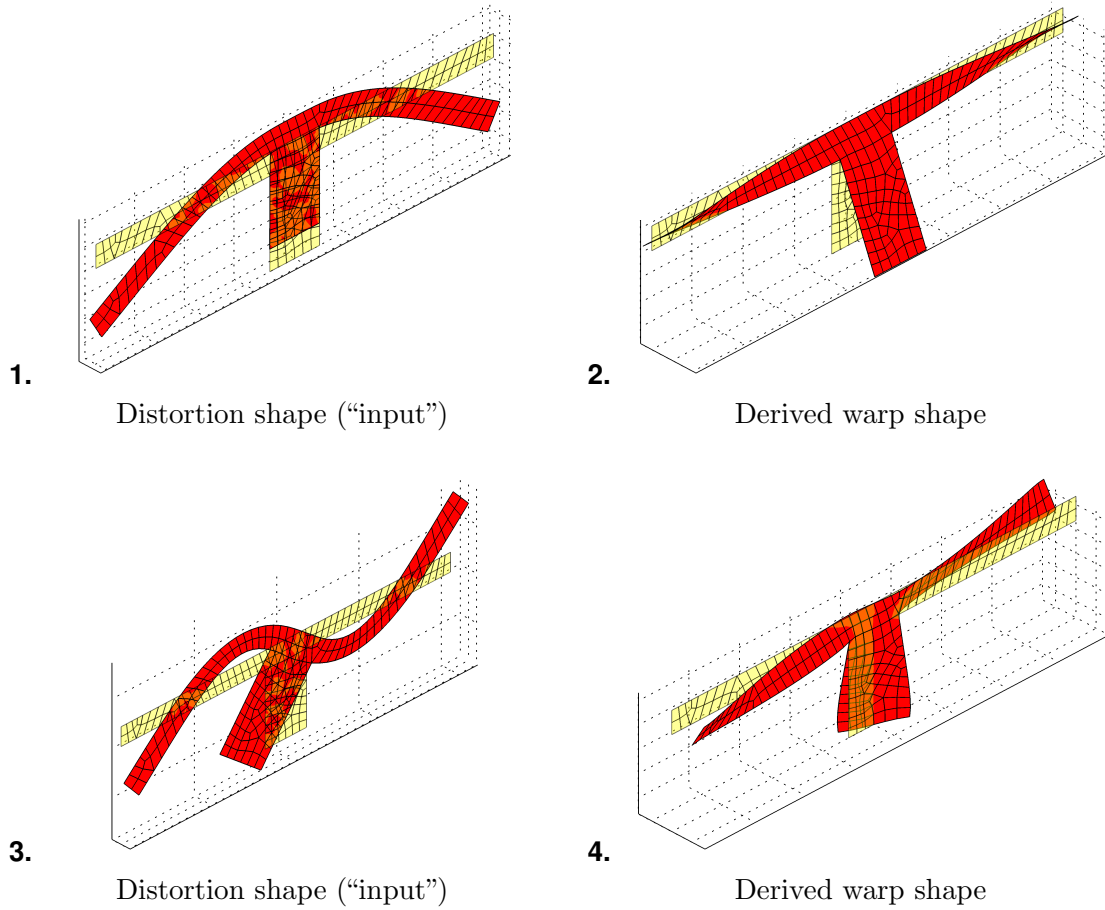 1.
2.
Distortion shape (“input”)
Derived warp shape
3.
4.
Distortion shape (“input”)
Derived warp shape